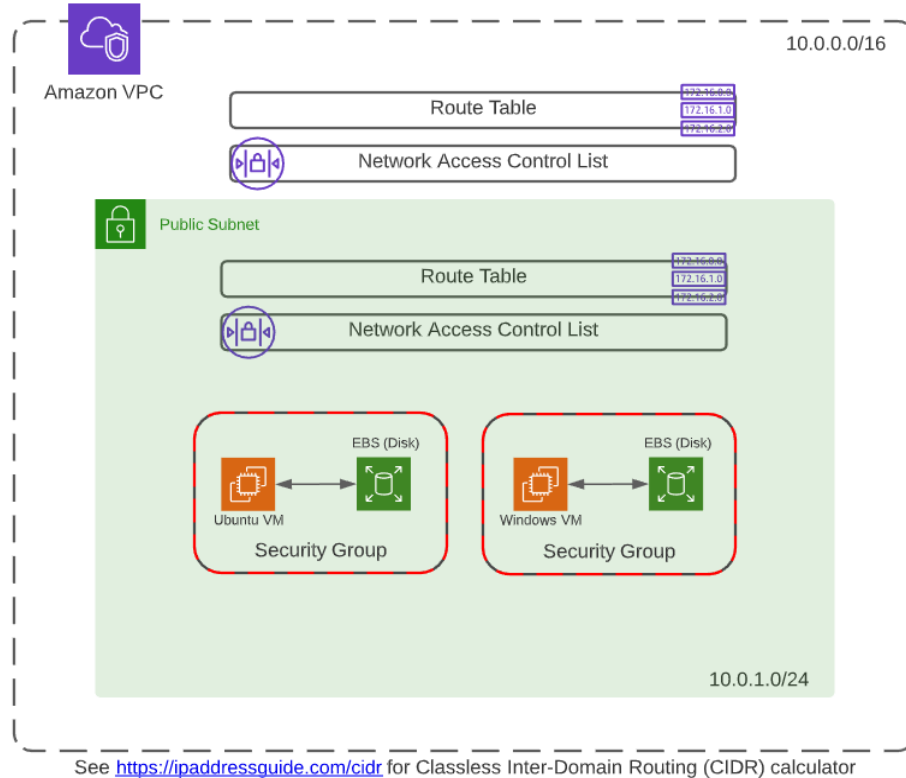 10.0.0.0/16
Amazon VPC
Route Table
172.16.0.0
172.16.1.0
172.16.2.0
Network Access Control List
Public Subnet
Route Table
172.16.0.0
172.16.1.0
172.16.2.0
Network Access Control List
EBS (Disk)
Ubuntu VM
Security Group
EBS (Disk)
Windows VM
Security Group
10.0.1.0/24
See https://ipaddressguide.com/cidr for Classless Inter-Domain Routing (CIDR) calculator